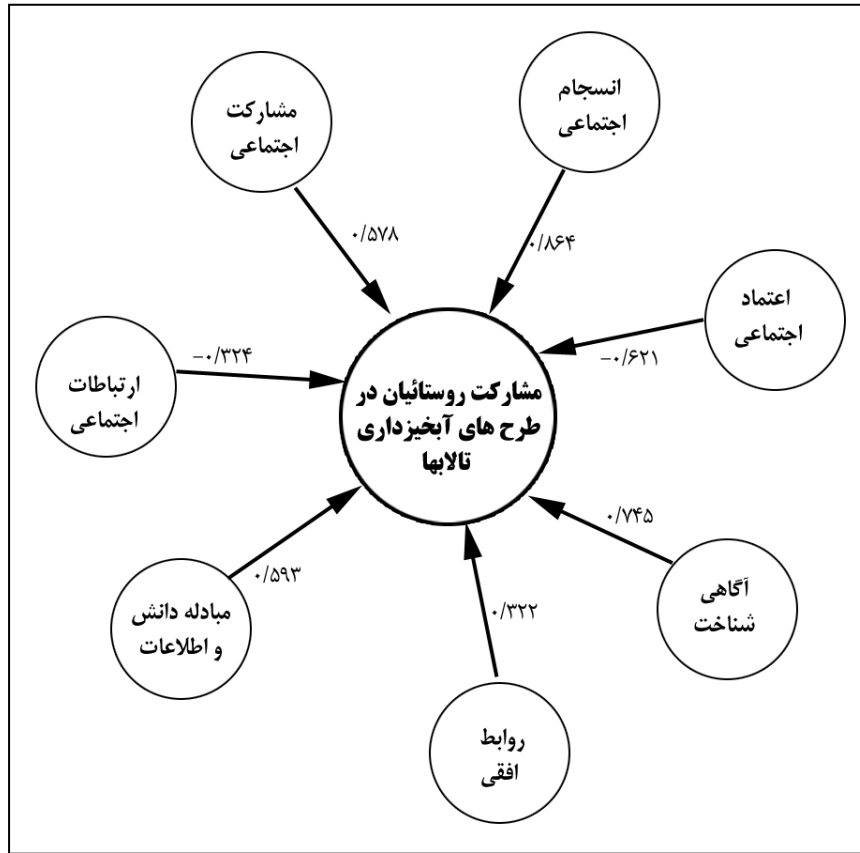 انسجام
اجتماعی
مشارکت
اجتماعی
۰/۵۷۸
۰/۸۶۴
اعتماد
اجتماعی
−۰/۶۲۱
ارتباطات
اجتماعی
−۰/۳۲۴
مشارکت روستائیان در
طرح های آبخیزداری
تالابها
۰/۷۴۵
آگاهی
شناخت
۰/۵۹۳
مبادله دانش
و اطلاعات
۰/۳۲۲
روابط
افقی